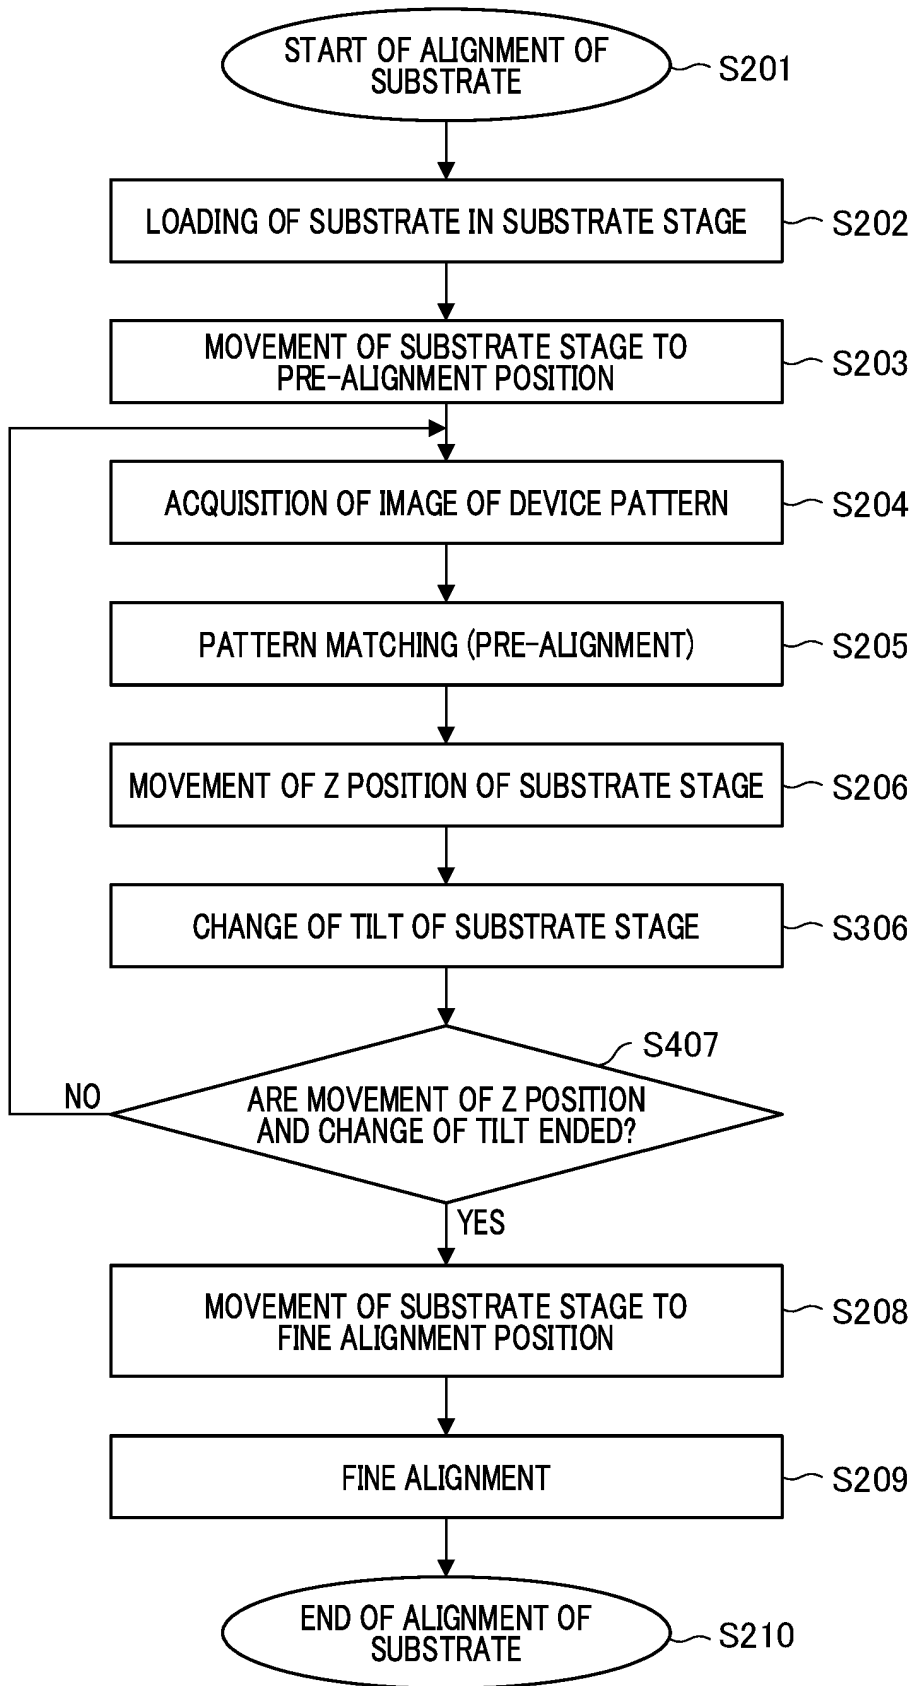 START OF ALIGNMENT OF
SUBSTRATE
S201
LOADING OF SUBSTRATE IN SUBSTRATE STAGE
S202
MOVEMENT OF SUBSTRATE STAGE TO
PRE-ALIGNMENT POSITION
S203
ACQUISITION OF IMAGE OF DEVICE PATTERN
S204
PATTERN MATCHING (PRE-ALIGNMENT)
S205
MOVEMENT OF Z POSITION OF SUBSTRATE STAGE
S206
CHANGE OF TILT OF SUBSTRATE STAGE
S306
S407
NO
ARE MOVEMENT OF Z POSITION
AND CHANGE OF TILT ENDED?
YES
MOVEMENT OF SUBSTRATE STAGE TO
FINE ALIGNMENT POSITION
S208
FINE ALIGNMENT
S209
END OF ALIGNMENT OF
SUBSTRATE
S210